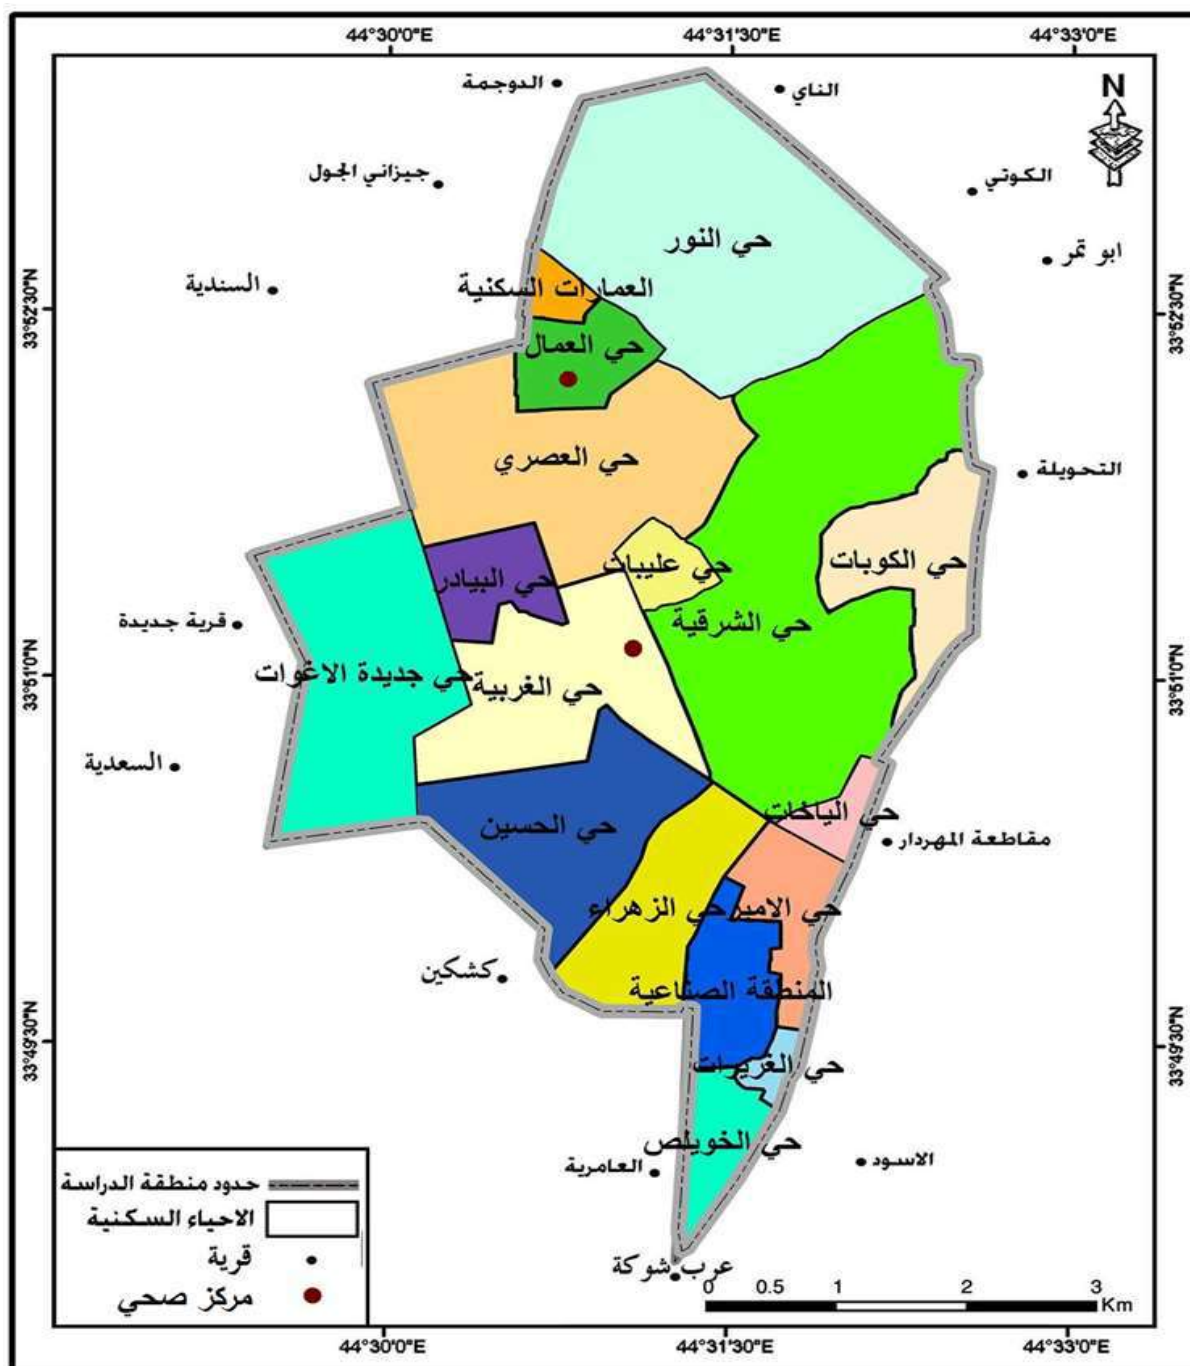 44°30'0"E
44°31'30"E
44°33'0"E
الدوجمة
الناي
N
جيزاني الجول
الكوتي
حي النور
ابو تمر
السندية
العمارات السكنية
33°52'30"N
33°52'30"N
حي العمال
حي العصري
التحويلة
حي عليبات
حي الكوبات
حي البيادر
قرية جديدة
حي الشرقية
حي جديدة الاغوات
حي الغربية
33°51'0"N
33°51'0"N
السعدية
حي الحسين
حي الياخات
مقاطعة المهردار
حي الامير
حي الزهراء
كشكين
المنطقة الصناعية
33°49'30"N
33°49'30"N
حي الغريرات
حي الخويلص
العامرية
الاسود
عرب شوكة
حدود منطقة الدراسة
الاحياء السكنية
قرية
مركز صحي
0 0.5 1 2 3
Km
44°30'0"E
44°31'30"E
44°33'0"E